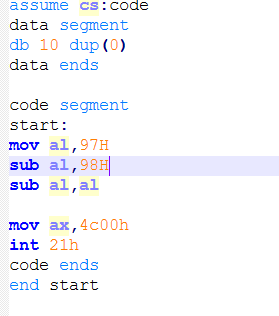 assume cs:code
data segment
db 10 dup(0)
data ends
code segment
start:
mov al,97H
sub al,98H
sub al,al
mov ax,4c00h
int 21h
code ends
end start